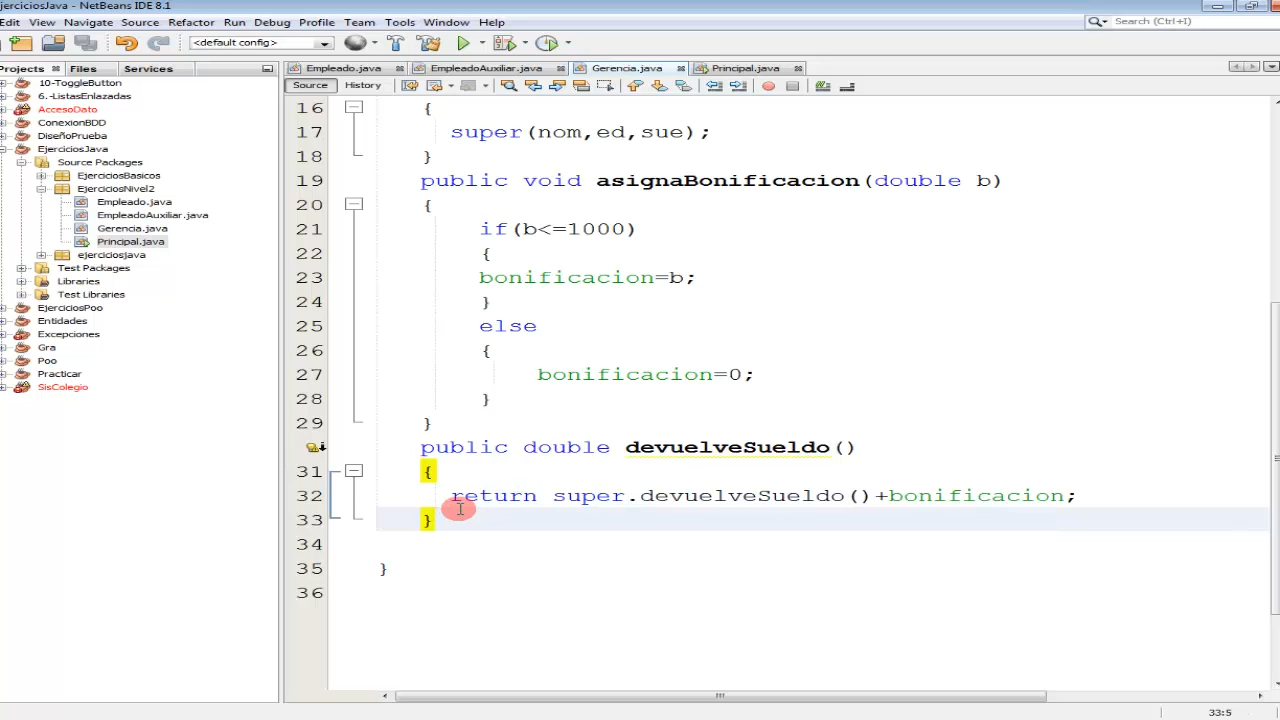 EjerciciosJava - NetBeans IDE 8.1
Edit View Navigate Source Refactor Run Debug Profile Team Tools Window Help
Search (Ctrl+I)
<default config>
Projects Files Services
Empleado.java EmpleadoAuxiliar.java Gerencia.java Principal.java
Source History
10-ToggleButton
6.-ListasEnlazadas
AccesoDato
ConexionBDD
DiseñoPrueba
EjerciciosJava
Source Packages
EjerciciosBasicos
EjerciciosNivel2
Empleado.java
EmpleadoAuxiliar.java
Gerencia.java
Principal.java
ejerciciosjava
Test Packages
Libraries
Test Libraries
EjerciciosPoo
Entidades
Excepciones
Gra
Poo
Practicar
SisColegio
16 {
17 super(nom,ed,sue);
18 }
19 public void asignaBonificacion(double b)
20 {
21 if(b<=1000)
22 {
23 bonificacion=b;
24 }
25 else
26 {
27 bonificacion=0;
28 }
29 }
public double devuelveSueldo()
31 {
32 return super.devuelveSueldo()+bonificacion;
33 }
34
35 }
36
33:5